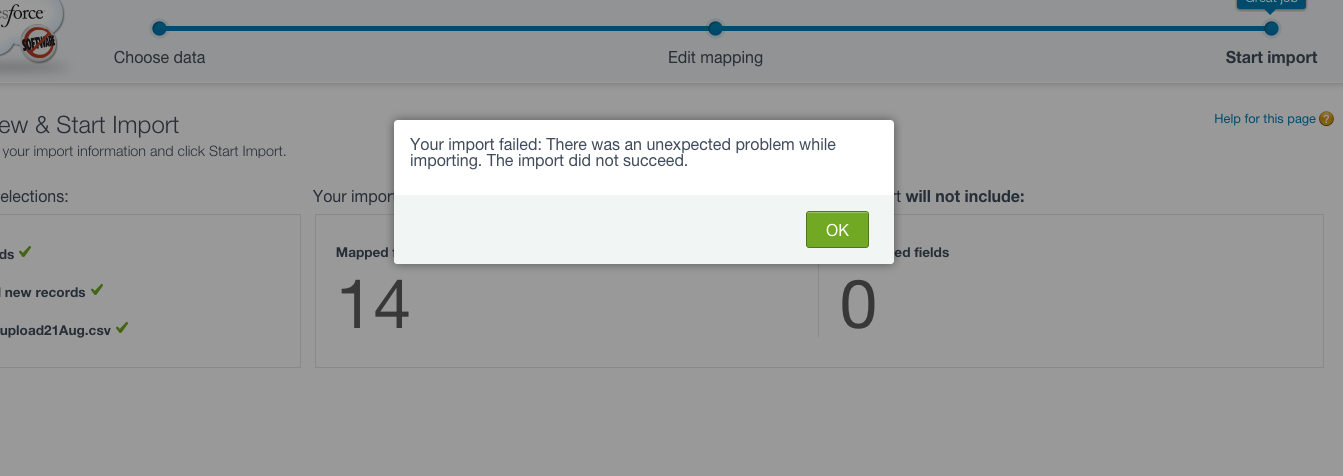 sforce
SOFTWARE
Great job
Choose data
Edit mapping
Start import
ew & Start Import
Help for this page ?
your import information and click Start Import.
Your import failed: There was an unexpected problem while
importing. The import did not succeed.
OK
elections:
Your impor
t will not include:
ds
new records
upload21Aug.csv
Mapped
14
ed fields
0